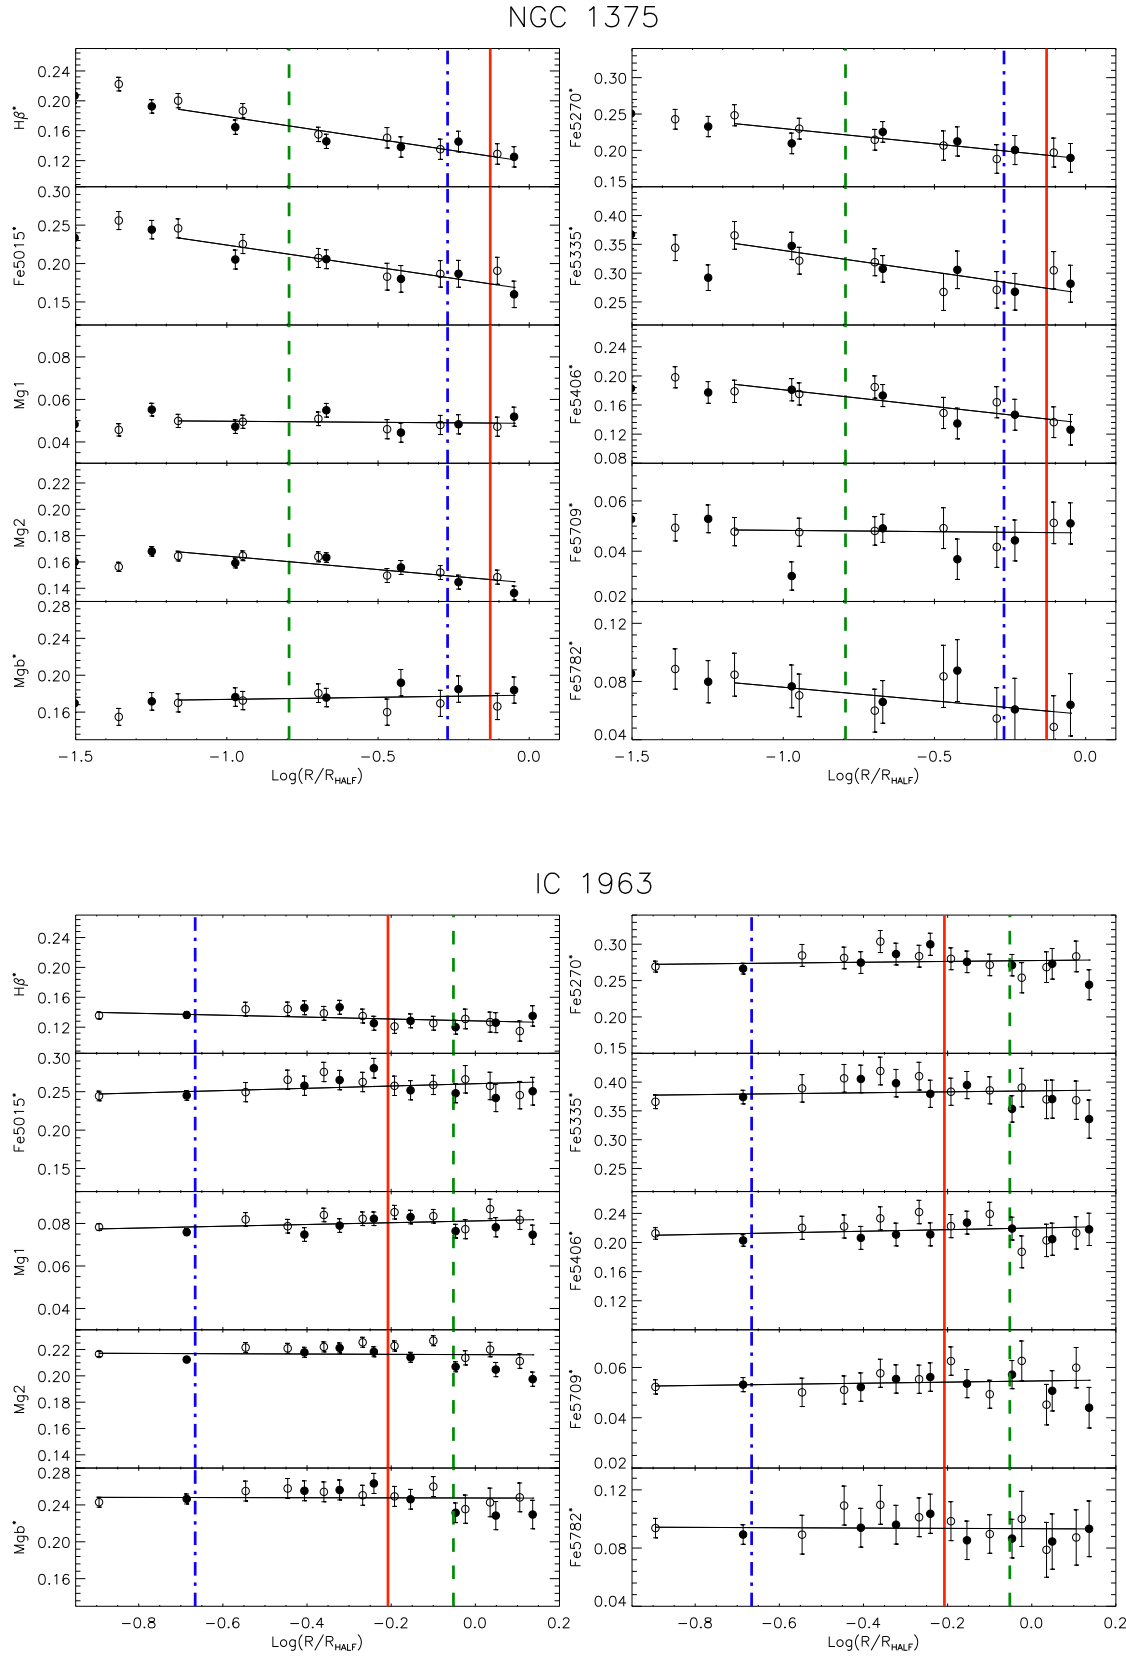 NGC 1375
0.24
0.20
0.16
0.12
Hβ*
0.30
0.25
0.20
0.15
Fe5015*
0.08
0.06
0.04
Mg1
0.22
0.20
0.18
0.16
0.14
Mg2
0.28
0.24
0.20
0.16
Mgb*
−1.5 −1.0 −0.5 0.0
Log(R/RHALF)
0.30
0.25
0.20
0.15
Fe5270*
0.40
0.35
0.30
0.25
Fe5335*
0.24
0.20
0.16
0.12
0.08
Fe5406*
0.06
0.04
0.02
Fe5709*
0.12
0.08
0.04
Fe5782*
−1.0 −0.5 0.0
Log(R/RHALF)
IC 1963
0.24
0.20
0.16
0.12
Hβ*
0.30
0.25
0.20
0.15
Fe5015*
0.08
0.06
0.04
Mg1
0.22
0.20
0.18
0.16
0.14
Mg2
0.28
0.24
0.20
0.16
Mgb*
−0.8 −0.6 −0.4 −0.2 0.0 0.2
Log(R/RHALF)
0.30
0.25
0.20
0.15
Fe5270*
0.40
0.35
0.30
0.25
Fe5335*
0.24
0.20
0.16
0.12
Fe5406*
0.06
0.04
0.02
Fe5709*
0.12
0.08
0.04
Fe5782*
−0.8 −0.6 −0.4 −0.2 0.0 0.2
Log(R/RHALF)